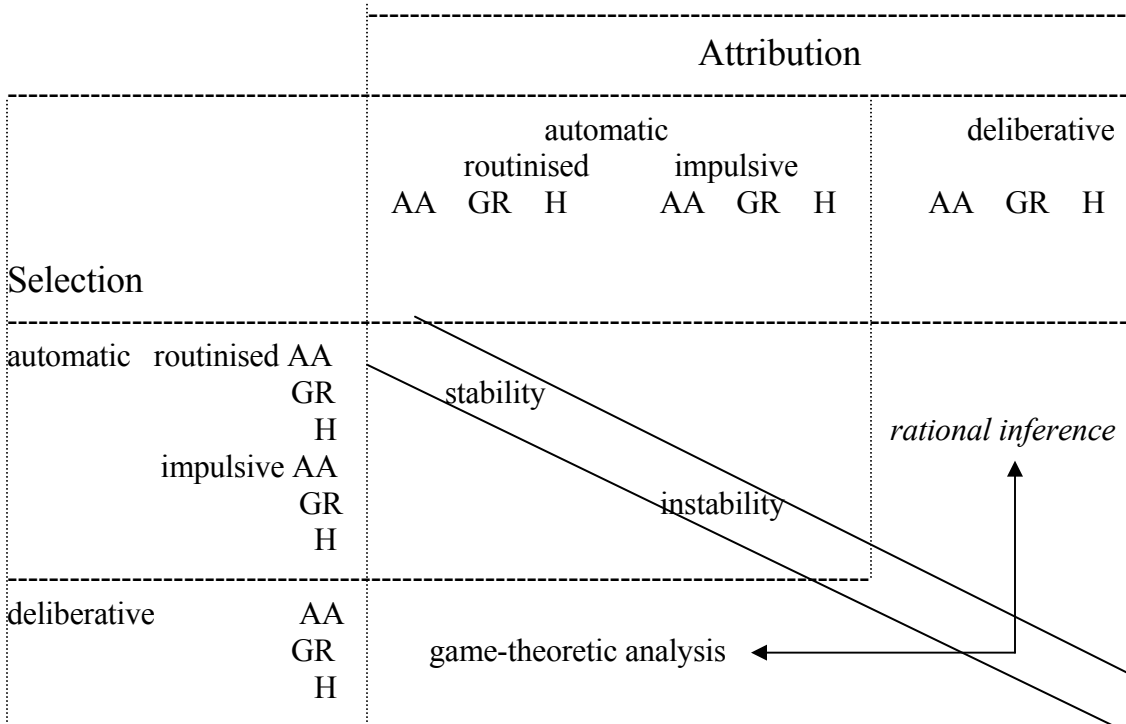 Attribution
automatic deliberative
routinised impulsive
AA GR H AA GR H AA GR H
Selection
automatic routinised AA
GR stability
H rational inference
impulsive AA
GR instability
H
deliberative AA
GR game-theoretic analysis
H